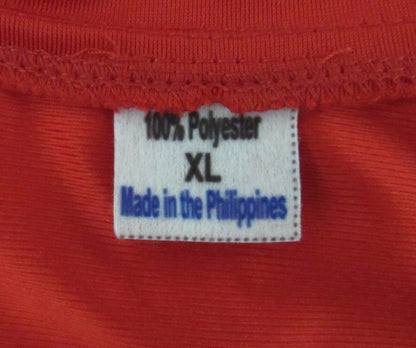 100% Polyester
XL
Made in the Philippines